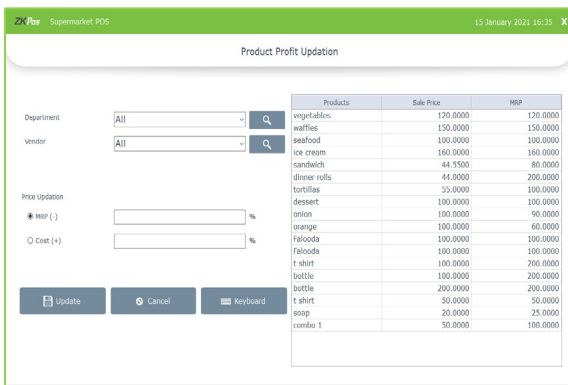 ZKPos Supermarket POS 15 January 2021 16:35 X
Product Profit Updation
Department All
Vendor All
Price Updation
MRP (-) %
Cost (+) %
Update Cancel Keyboard
Products Sale Price MRP
vegetables 120.0000 120.0000
waffles 150.0000 150.0000
seafood 100.0000 100.0000
ice cream 160.0000 160.0000
sandwich 44.5500 80.0000
dinner rolls 44.0000 200.0000
tortillas 55.0000 100.0000
dessert 100.0000 100.0000
onion 100.0000 90.0000
orange 100.0000 60.0000
Falooda 100.0000 100.0000
Falooda 100.0000 100.0000
t shirt 100.0000 200.0000
bottle 100.0000 100.0000
bottle 200.0000 200.0000
t shirt 50.0000 50.0000
soap 20.0000 25.0000
combo 1 50.0000 100.0000